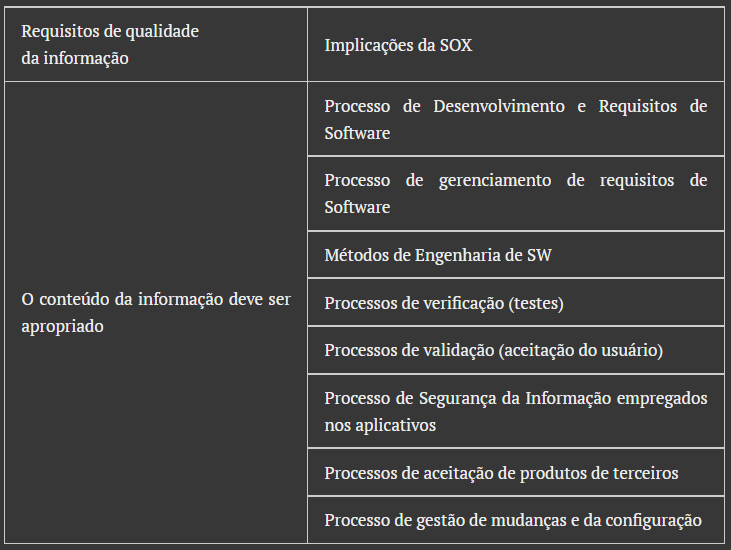 Requisitos de qualidade
da informação
Implicações da SOX
O conteúdo da informação deve ser
apropriado
Processo de Desenvolvimento e Requisitos de
Software
Processo de gerenciamento de requisitos de
Software
Métodos de Engenharia de SW
Processos de verificação (testes)
Processos de validação (aceitação do usuário)
Processo de Segurança da Informação empregados
nos aplicativos
Processos de aceitação de produtos de terceiros
Processo de gestão de mudanças e da configuração